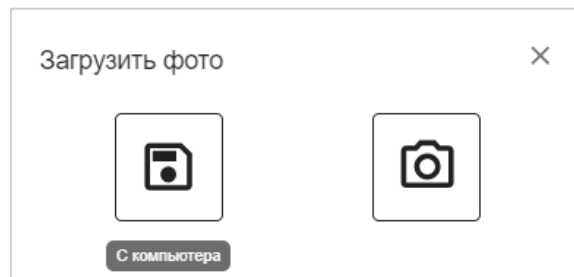 Загрузить фото
С компьютера